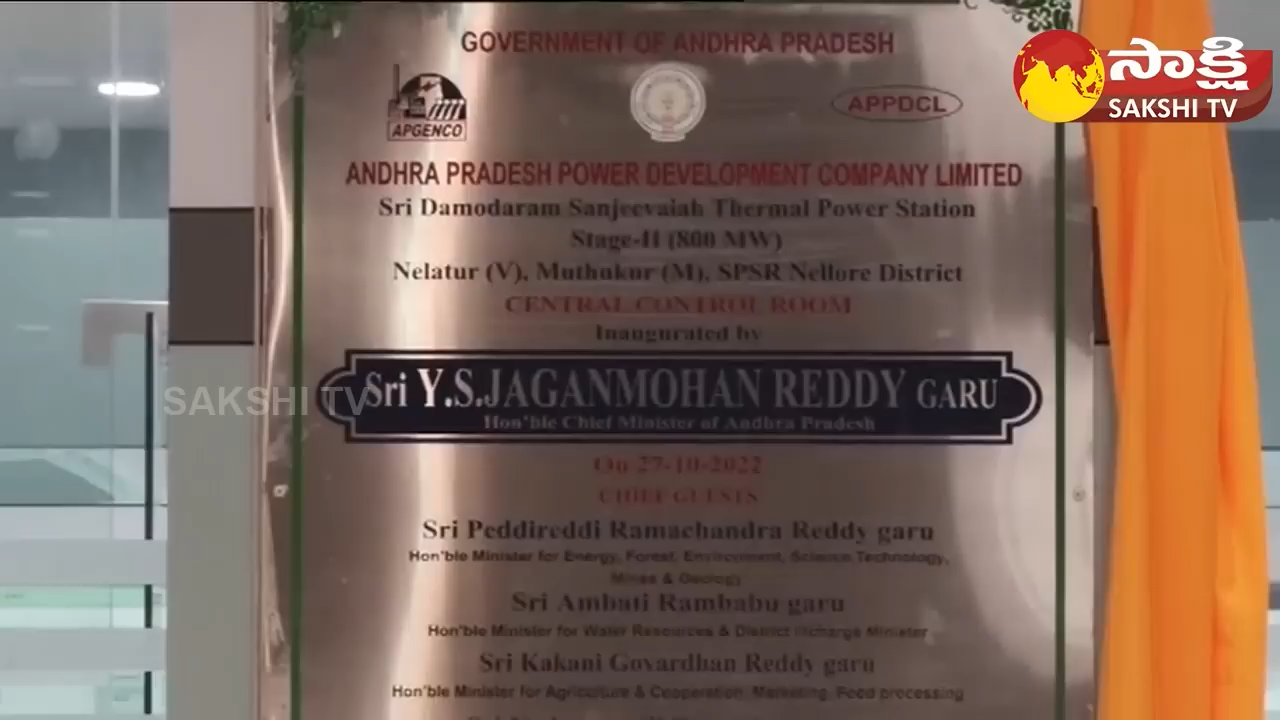 GOVERNMENT OF ANDHRA PRADESH
సాక్షి
SAKSHI TV
APGENCO
APPDCL
ANDHRA PRADESH POWER DEVELOPMENT COMPANY LIMITED
Sri Damodaram Sanjeevaiah Thermal Power Station
Stage-II (800 MW)
Nelatur (V), Muthukur (M), SPSR Nellore District
CENTRAL CONTROL ROOM
Inaugurated by
SAKSHI TV
Sri Y.S.JAGANMOHAN REDDY GARU
Hon'ble Chief Minister of Andhra Pradesh
On 27-10-2022
CHIEF GUESTS
Sri Peddireddi Ramachandra Reddy garu
Hon'ble Minister for Energy, Forest, Environment, Science Technology,
Mines & Geology
Sri Ambati Rambabu garu
Hon'ble Minister for Water Resources & District Incharge Minister
Sri Kakani Govardhan Reddy garu
Hon'ble Minister for Agriculture & Cooperation, Marketing, Food processing